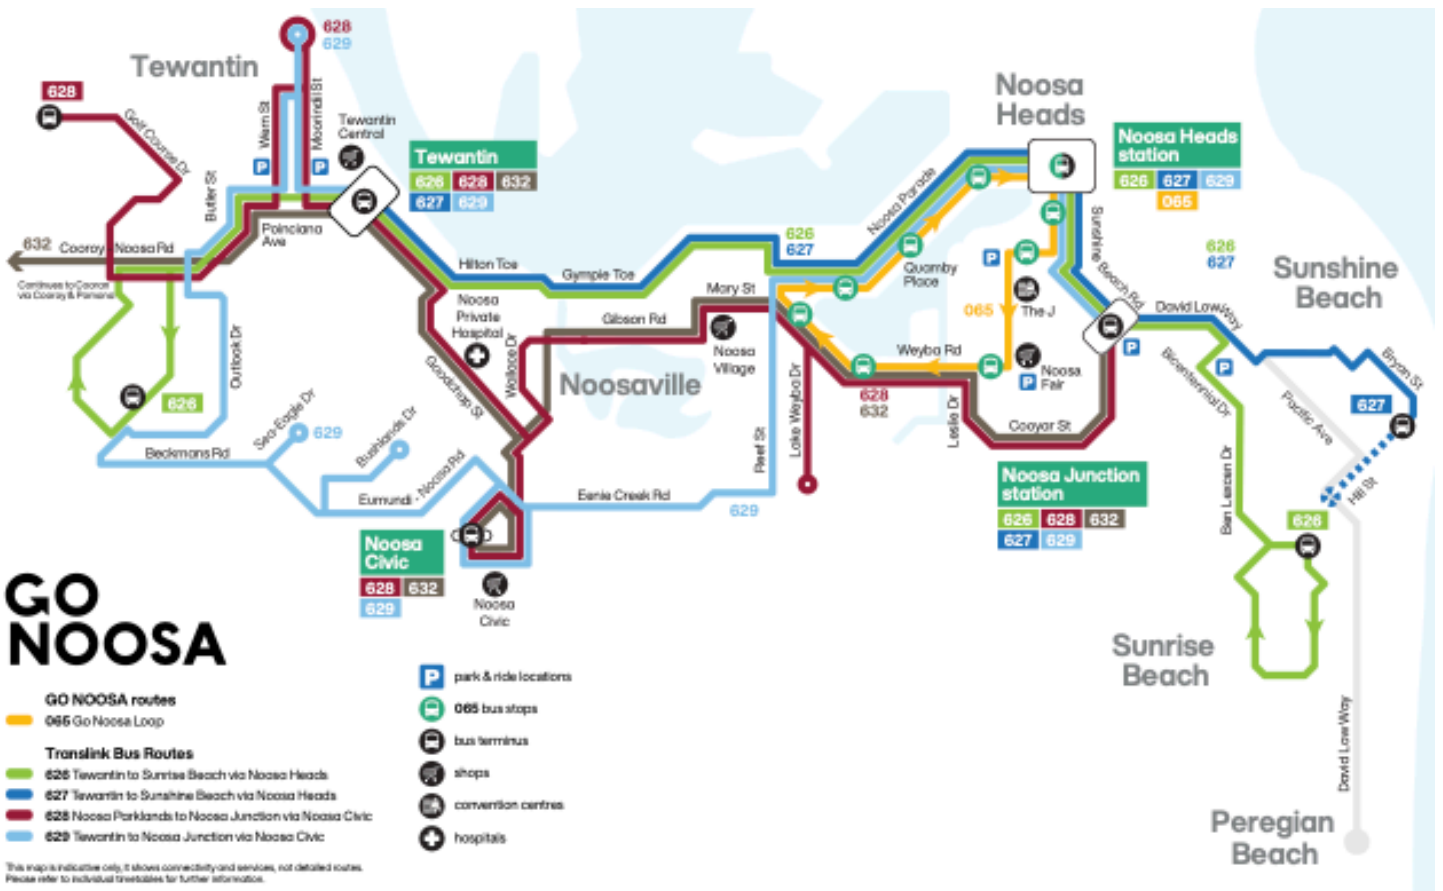 628
629
Tewantin
628
Golf Course Dr
Wern St
Moorindil St
Tewantin
Central
Butler St
Tewantin
626 628 632
627 629
Poinciana
Ave
632
Cooroy - Noosa Rd
Continues to Cooran
via Cooroy & Pomona
Outlook Dr
626
Beckmans Rd
Sea-Eagle Dr
629
Bushlands Dr
Eumundi - Noosa Rd
Hilton Tce
Gympie Tce
Noosa
Private
Hospital
Goodchap St
Wallace Dr
Gibson Rd
Mary St
Noosa
Village
Noosaville
626
627
Noosa Parade
Quamby
Place
Noosa
Heads
Noosa Heads
station
626 627 629
065
Sunshine Beach Rd
626
627
Sunshine
Beach
065
The J
Weyba Rd
Noosa
Fair
628
632
Lake Weyba Dr
Reef St
Leslie Dr
Cooyar St
David Low Way
Bicentennial Dr
Pacific Ave
Bryan St
627
Hill St
Ben Lexcen Dr
626
Noosa Junction
station
626 628 632
627 629
Eenie Creek Rd
629
Noosa
Civic
628 632
629
Noosa
Civic
Sunrise
Beach
David Low Way
Peregian
Beach
GO
NOOSA
GO NOOSA routes
065 Go Noosa Loop
Translink Bus Routes
626 Tewantin to Sunrise Beach via Noosa Heads
627 Tewantin to Sunshine Beach via Noosa Heads
628 Noosa Parklands to Noosa Junction via Noosa Civic
629 Tewantin to Noosa Junction via Noosa Civic
This map is indicative only, it shows connectivity and services, not detailed routes.
Please refer to individual timetables for further information.
P park & ride locations
065 bus stops
bus terminus
shops
convention centres
hospitals